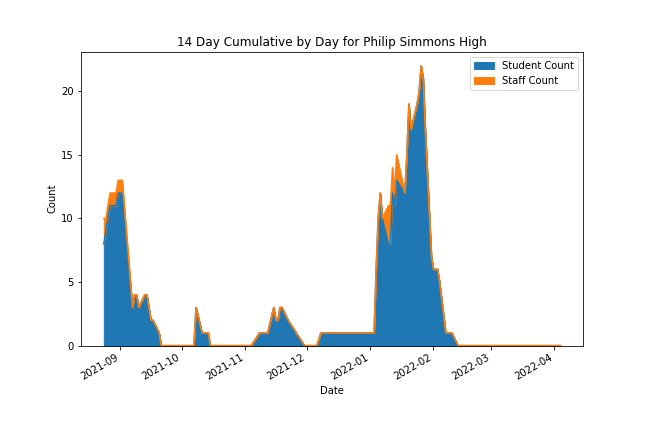 14 Day Cumulative by Day for Philip Simmons High
Student Count
Staff Count
20
15
10
5
0
Count
2021-09
2021-10
2021-11
2021-12
2022-01
2022-02
2022-03
2022-04
Date